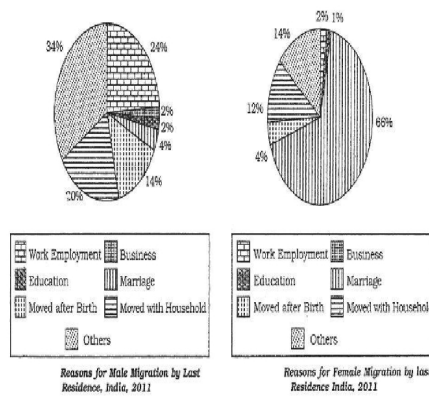 34%
24%
2%
2%
4%
14%
20%
Work Employment
Business
Education
Marriage
Moved after Birth
Moved with Household
Others
Reasons for Male Migration by Last
Residence, India, 2011
2%
1%
14%
12%
4%
66%
Work Employment
Business
Education
Marriage
Moved after Birth
Moved with Household
Others
Reasons for Female Migration by las
Residence India, 2011